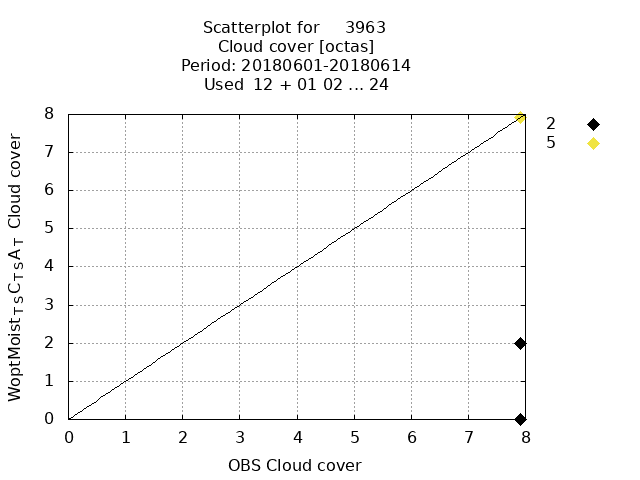 Scatterplot for 3963
Cloud cover [octas]
Period: 20180601-20180614
Used 12 + 01 02 ... 24
WoptMoist_T_S C_T_S A_T Cloud cover
8
7
6
5
4
3
2
1
0
0 1 2 3 4 5 6 7 8
OBS Cloud cover
2
5